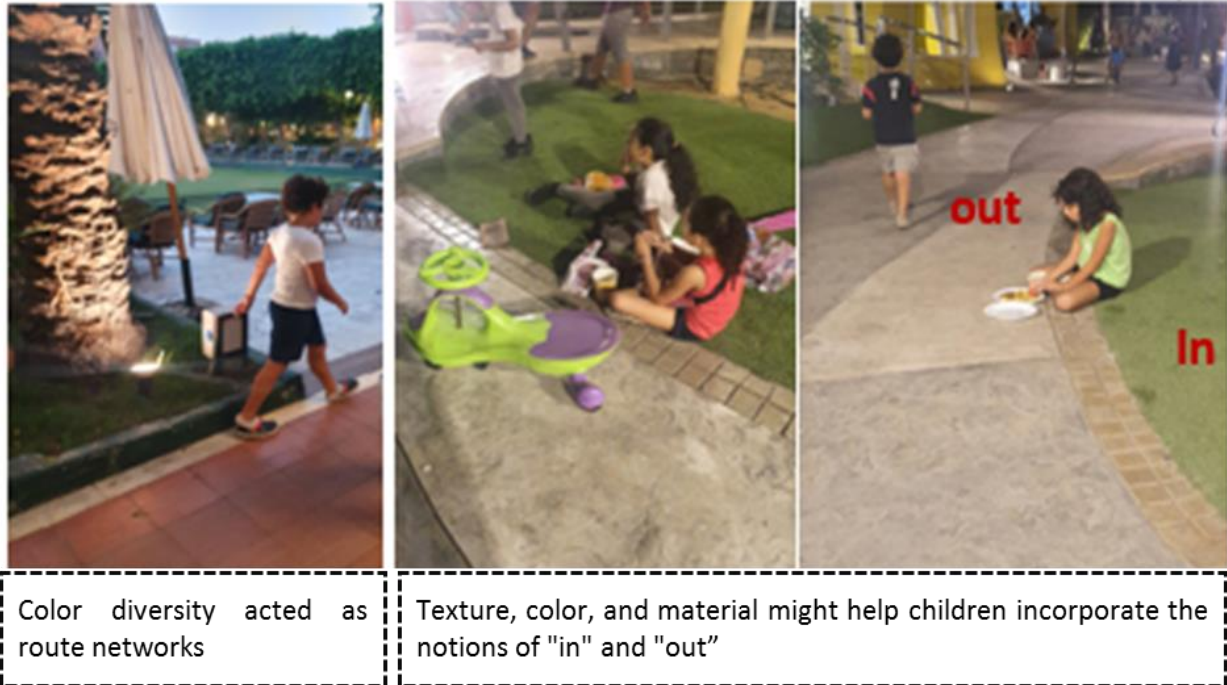 out
In
Color diversity acted as
route networks
Texture, color, and material might help children incorporate the
notions of "in" and "out”